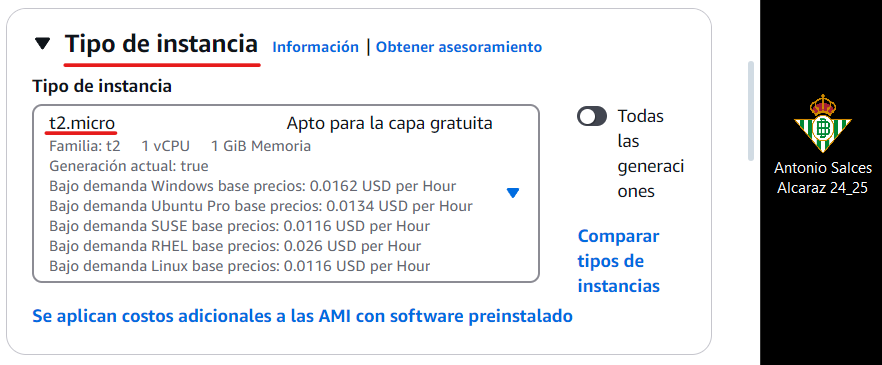 Tipo de instancia Información | Obtener asesoramiento
Tipo de instancia
t2.micro Apto para la capa gratuita
Familia: t2 1 vCPU 1 GiB Memoria
Generación actual: true
Bajo demanda Windows base precios: 0.0162 USD per Hour
Bajo demanda Ubuntu Pro base precios: 0.0134 USD per Hour
Bajo demanda SUSE base precios: 0.0116 USD per Hour
Bajo demanda RHEL base precios: 0.026 USD per Hour
Bajo demanda Linux base precios: 0.0116 USD per Hour
Todas
las
generaci
ones
Comparar
tipos de
instancias
Se aplican costos adicionales a las AMI con software preinstalado
Antonio Salces
Alcaraz 24_25